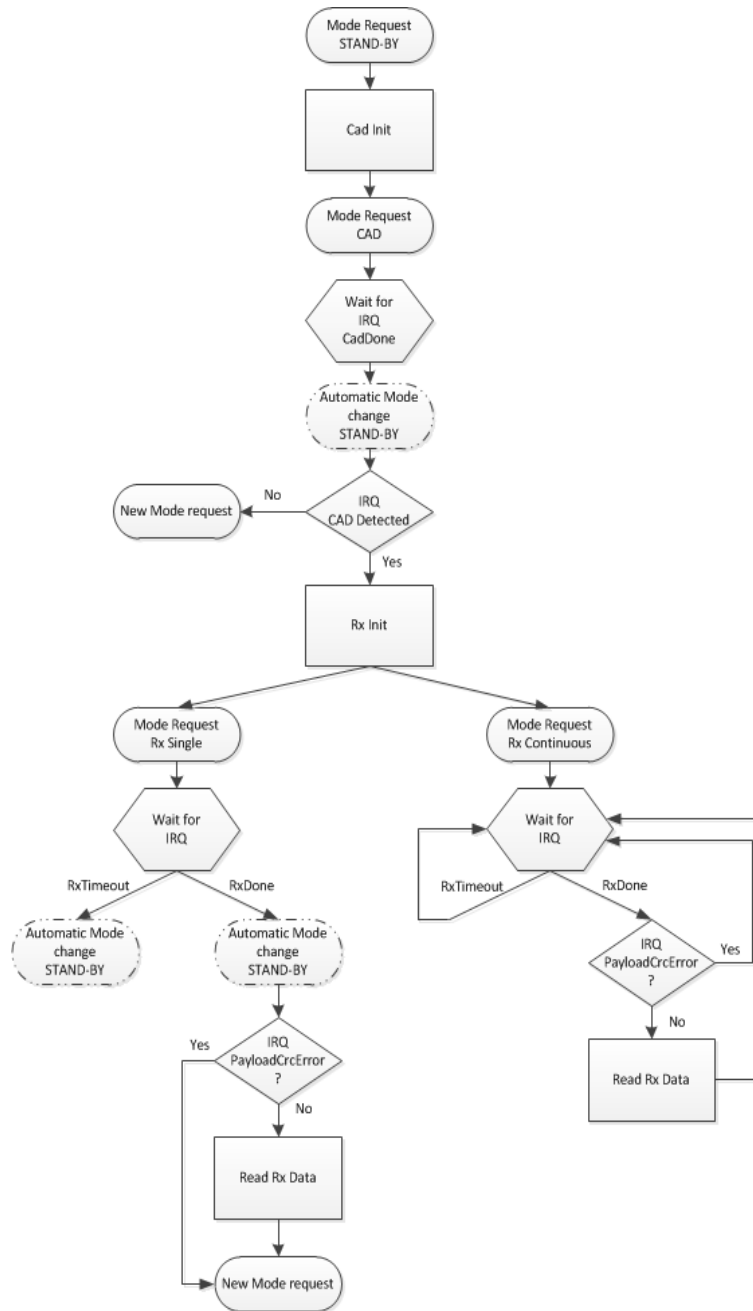 Mode Request
STAND-BY
Cad Init
Mode Request
CAD
Wait for
IRQ
CadDone
Automatic Mode
change
STAND-BY
No
New Mode request
IRQ
CAD Detected
Yes
Rx Init
Mode Request
Rx Single
Mode Request
Rx Continuous
Wait for
IRQ
Wait for
IRQ
RxTimeout
RxDone
RxTimeout
RxDone
Automatic Mode
change
STAND-BY
Automatic Mode
change
STAND-BY
IRQ
PayloadCrcError
?
Yes
No
Read Rx Data
Yes
IRQ
PayloadCrcError
?
No
Read Rx Data
New Mode request